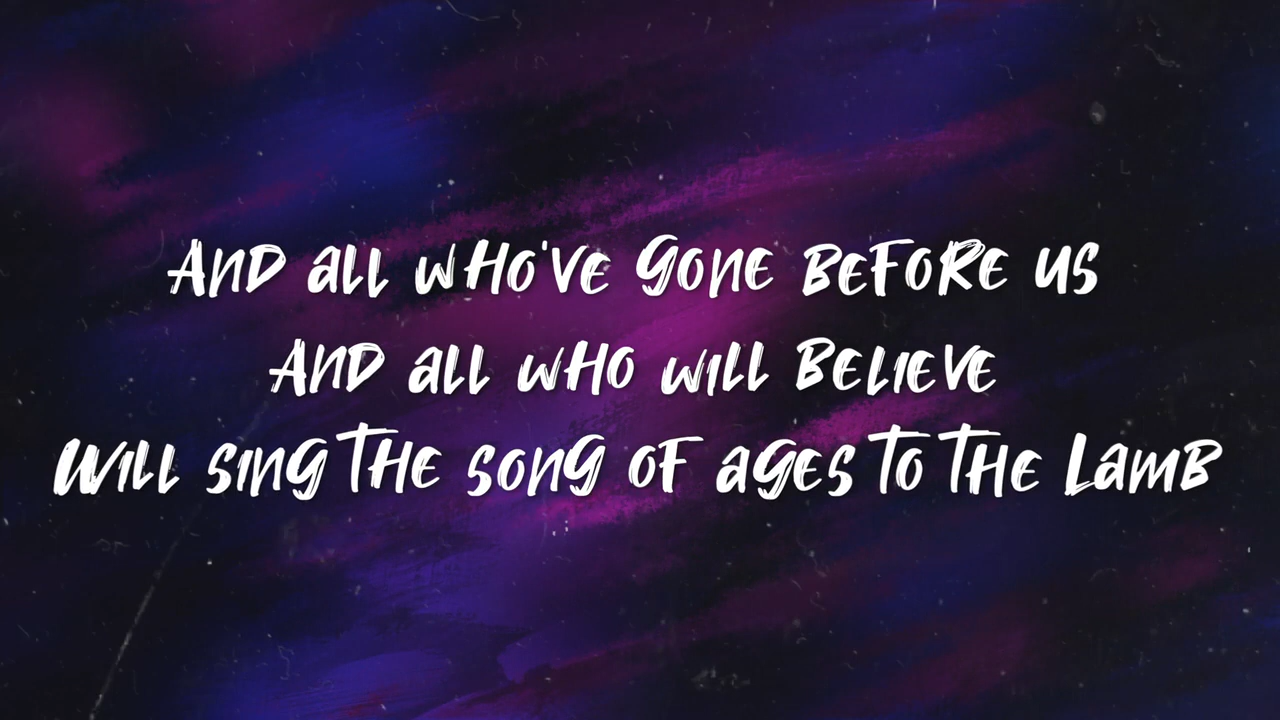 And all who've gone before us
And all who will believe
Will sing the song of ages to the Lamb